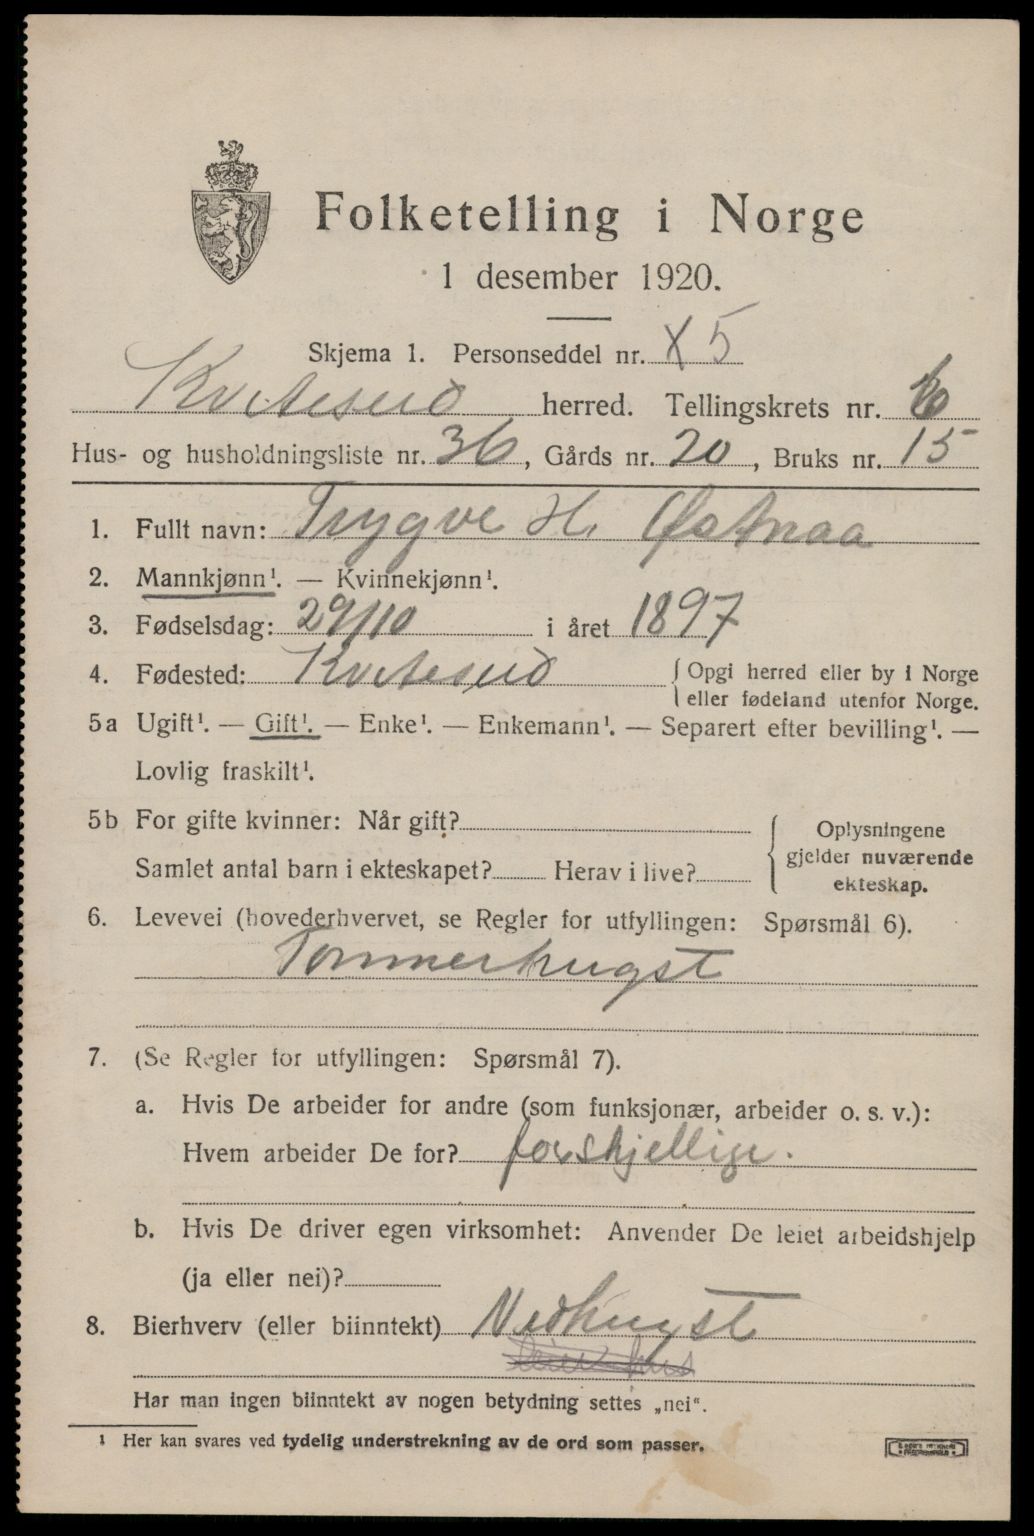 Folketelling i Norge
1 desember 1920.
Skjema 1. Personseddel nr. X 5
Kviteseid herred. Tellingskrets nr.
Hus- og husholdningsliste nr. 36, Gårds nr. 20, Bruks nr. 15
1. Fullt navn: Trygve H. Østnaa
2. Mannkjønn¹. — Kvinnekjønn¹.
3. Fødselsdag: 29/10 i året 1897
4. Fødested: Kviteseid { Opgi herred eller by i Norge
eller fødeland utenfor Norge.
5a Ugift¹. — Gift¹. — Enke¹. — Enkemann¹. — Separert efter bevilling¹. —
Lovlig fraskilt¹.
5b For gifte kvinner: Når gift?
Samlet antal barn i ekteskapet? Herav i live?
{ Oplysningene
gjelder nuværende
ekteskap.
6. Levevei (hovederhvervet, se Regler for utfyllingen: Spørsmål 6).
Tømmerhugst
7. (Se Regler for utfyllingen: Spørsmål 7).
a. Hvis De arbeider for andre (som funksjonær, arbeider o. s. v.):
Hvem arbeider De for? forskjellige.
b. Hvis De driver egen virksomhet: Anvender De leiet arbeidshjelp
(ja eller nei)?
8. Bierhverv (eller biinntekt) Vedhugst
Har man ingen biinntekt av nogen betydning settes „nei“.
¹ Her kan svares ved tydelig understrekning av de ord som passer.